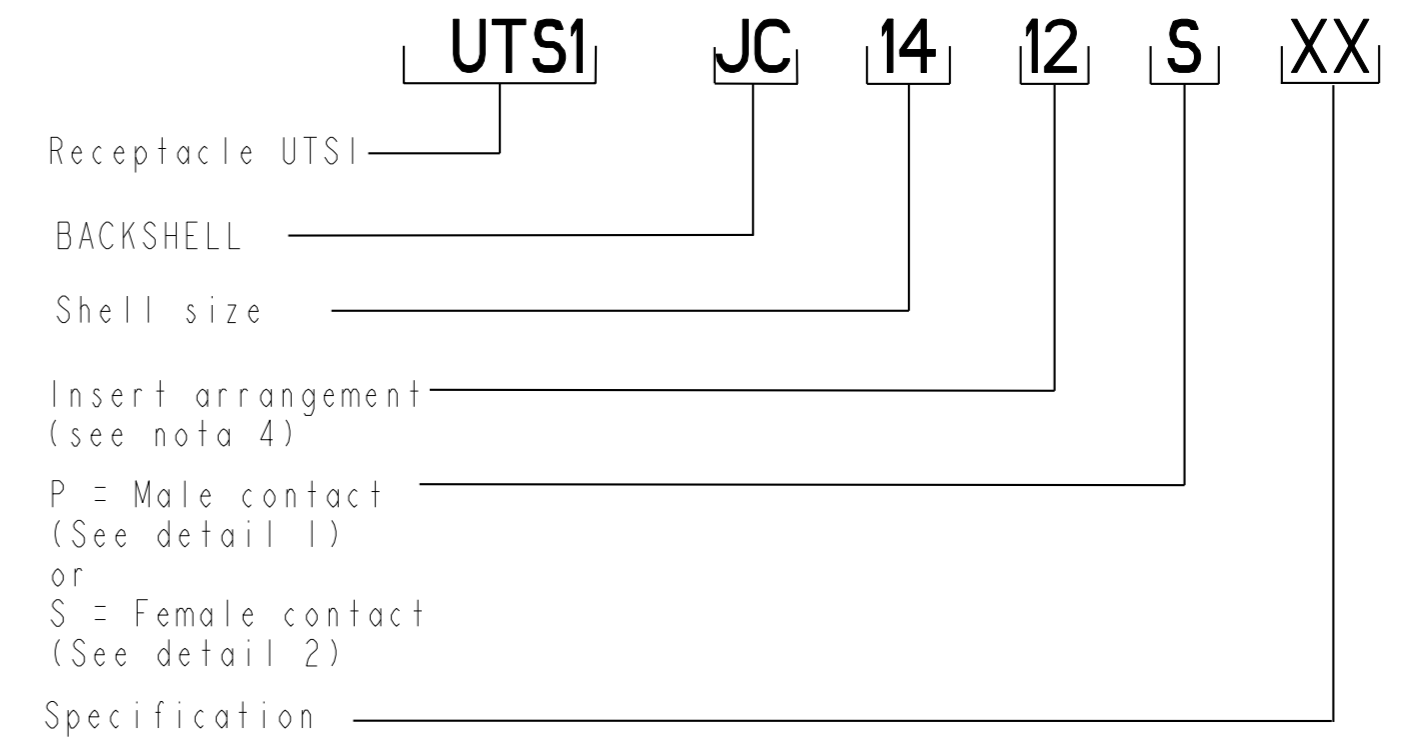 UTS1 JC 14 12 S XX
Receptacle UTS1
BACKSHELL
Shell size
Insert arrangement
(see nota 4)
P = Male contact
(See detail 1)
or
S = Female contact
(See detail 2)
Specification